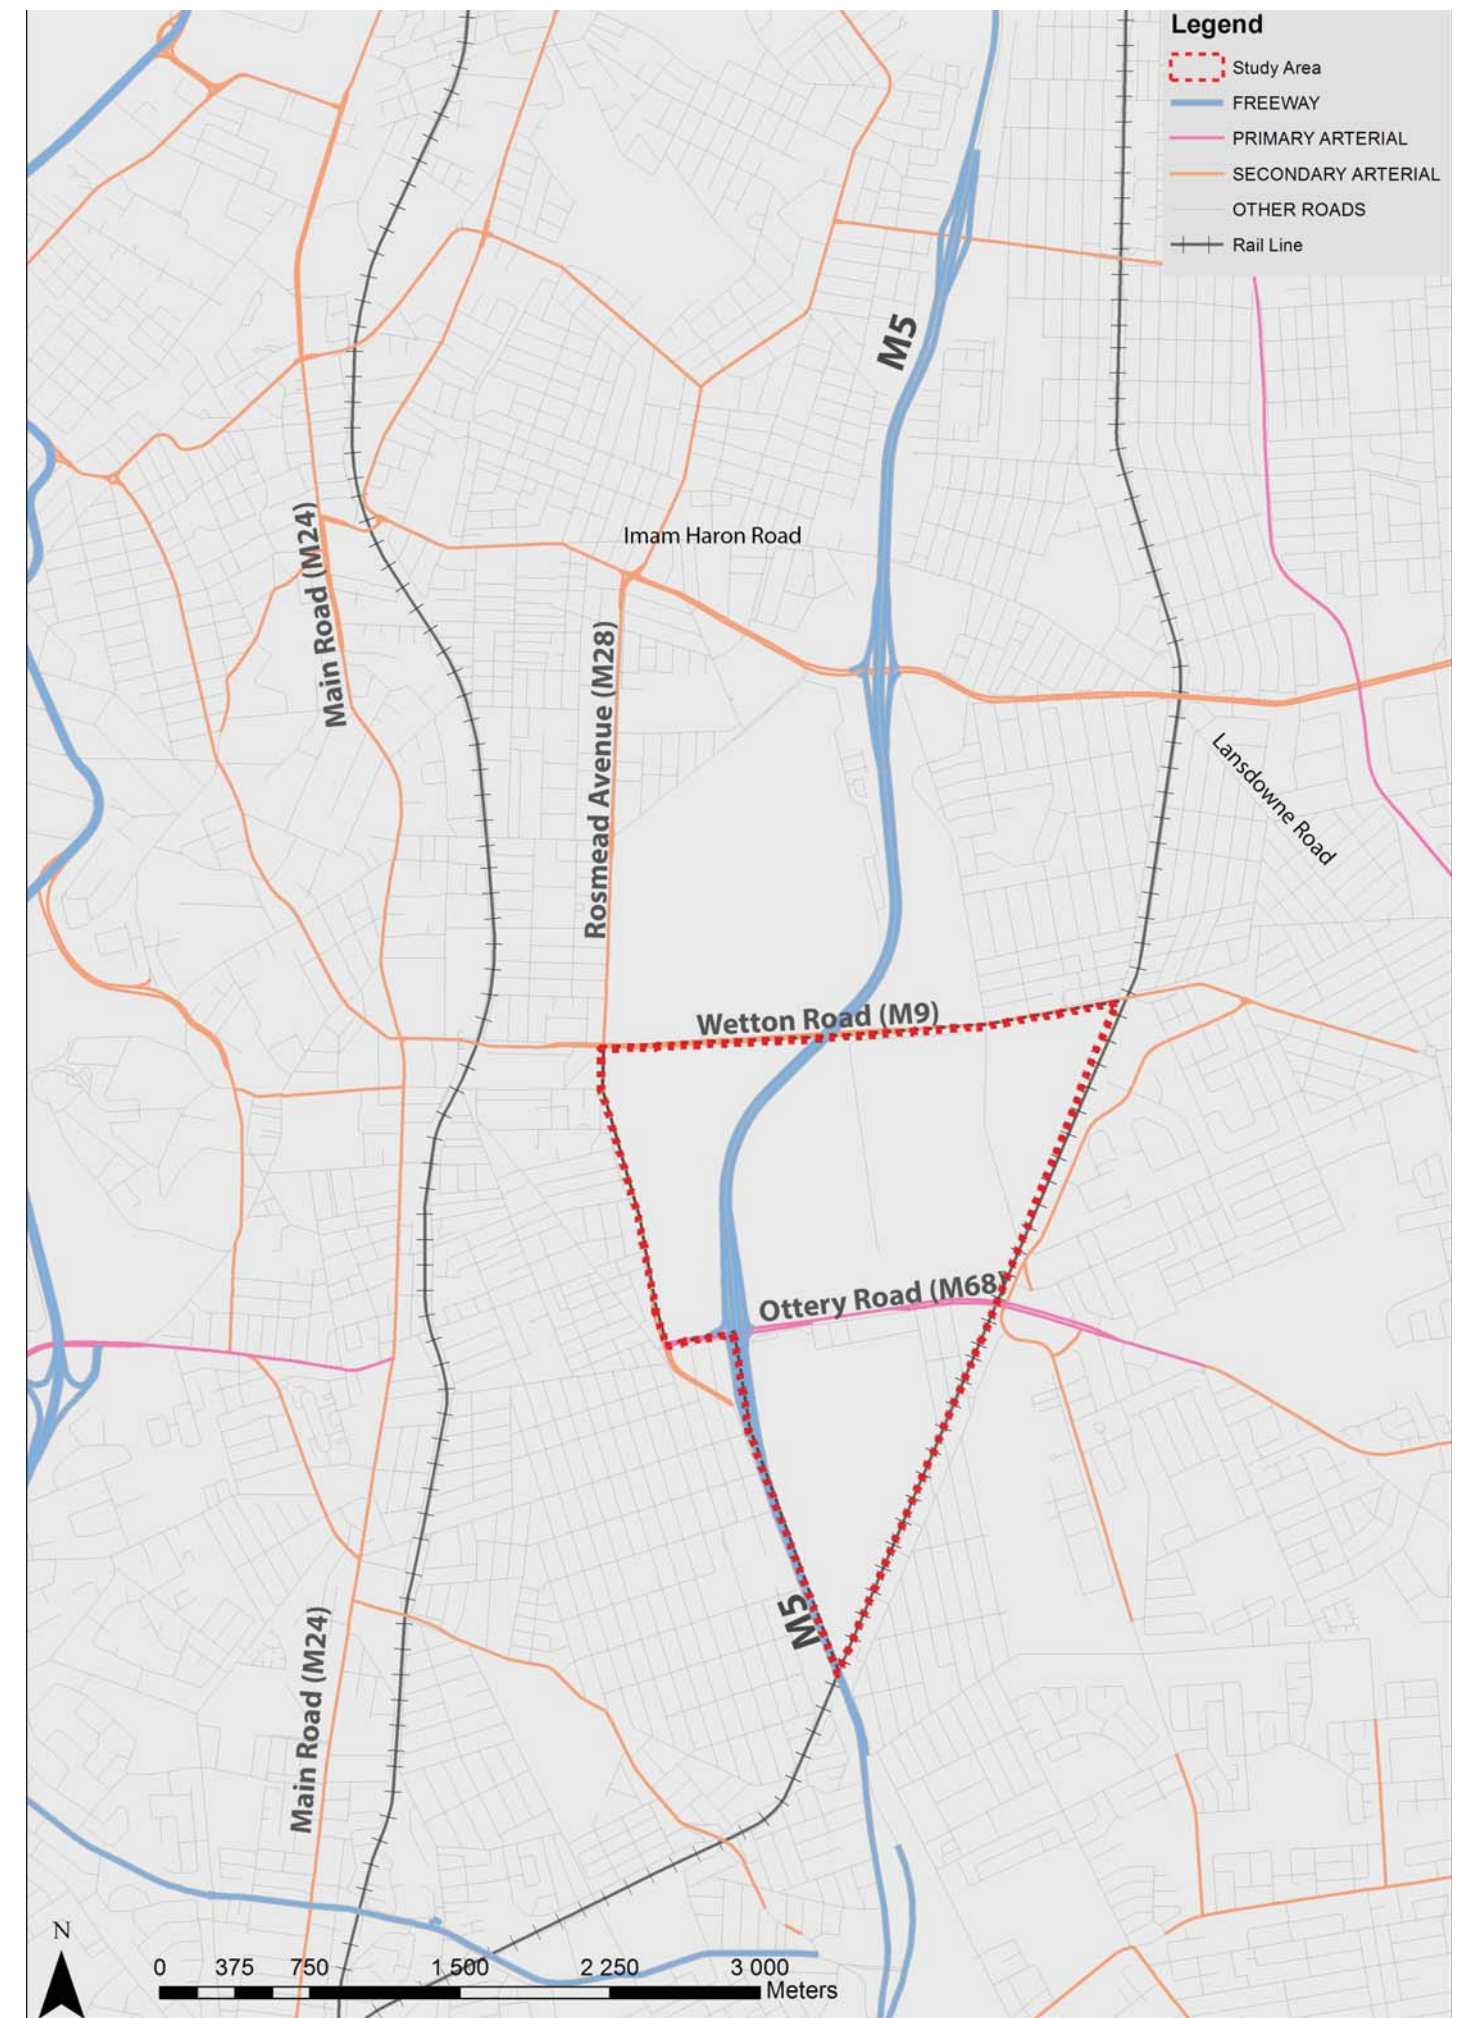 Legend
Study Area
FREEWAY
PRIMARY ARTERIAL
SECONDARY ARTERIAL
OTHER ROADS
Rail Line
M5
Imam Haron Road
Main Road (M24)
Rosmead Avenue (M28)
Lansdowne Road
Wetton Road (M9)
Ottery Road (M68)
M5
Main Road (M24)
N
0 375 750 1 500 2 250 3 000
Meters